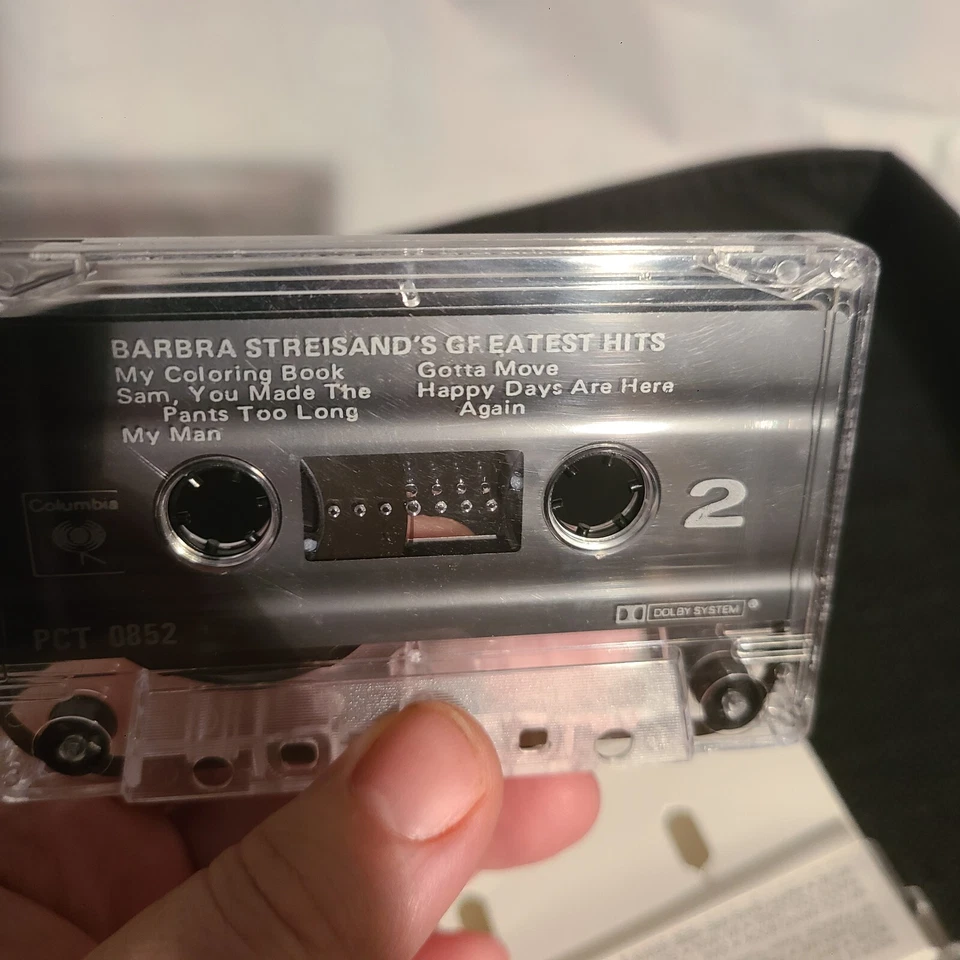 BARBRA STREISAND'S GREATEST HITS
My Coloring Book
Sam, You Made The
Pants Too Long
My Man
Gotta Move
Happy Days Are Here
Again
Columbia
2
DOLBY SYSTEM ®
PCT 0852